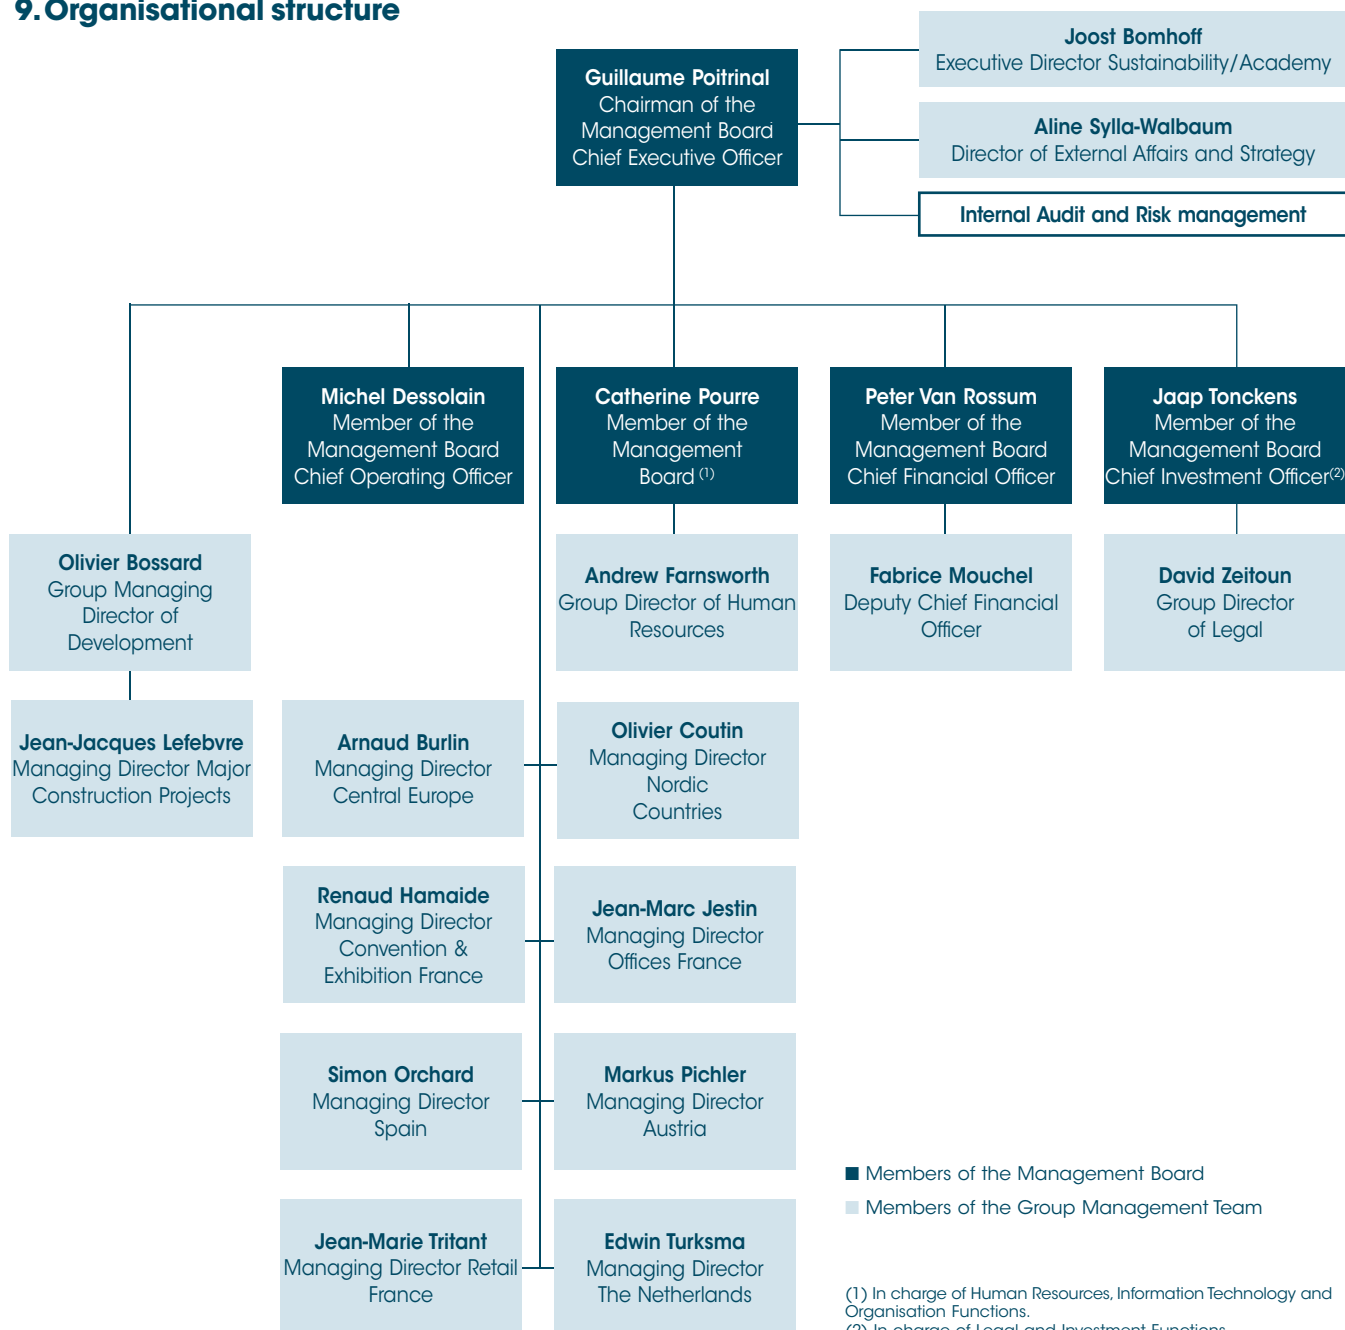 9. Organisational structure
Guillaume Poitrinal
Chairman of the
Management Board
Chief Executive Officer
Joost Bomhoff
Executive Director Sustainability/Academy
Aline Sylla-Walbaum
Director of External Affairs and Strategy
Internal Audit and Risk management
Michel Dessolain
Member of the
Management Board
Chief Operating Officer
Catherine Pourre
Member of the
Management
Board (1)
Peter Van Rossum
Member of the
Management Board
Chief Financial Officer
Jaap Tonckens
Member of the
Management Board
Chief Investment Officer(2)
Olivier Bossard
Group Managing
Director of
Development
Andrew Farnsworth
Group Director of Human
Resources
Fabrice Mouchel
Deputy Chief Financial
Officer
David Zeitoun
Group Director
of Legal
Jean-Jacques Lefebvre
Managing Director Major
Construction Projects
Arnaud Burlin
Managing Director
Central Europe
Olivier Coutin
Managing Director
Nordic
Countries
Renaud Hamaide
Managing Director
Convention &
Exhibition France
Jean-Marc Jestin
Managing Director
Offices France
Simon Orchard
Managing Director
Spain
Markus Pichler
Managing Director
Austria
Jean-Marie Tritant
Managing Director Retail
France
Edwin Turksma
Managing Director
The Netherlands
Members of the Management Board
Members of the Group Management Team
(1) In charge of Human Resources, Information Technology and
Organisation Functions.
(2) In charge of Legal and Investment Functions